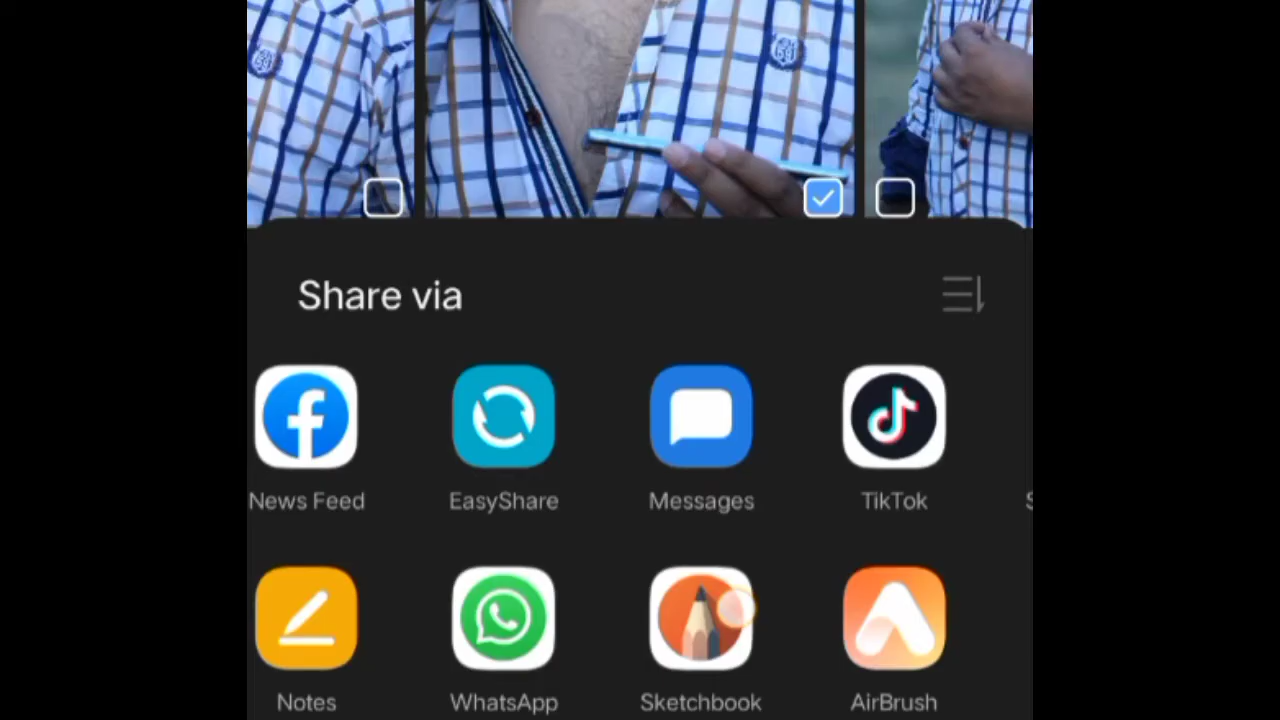 Share via
News Feed
EasyShare
Messages
TikTok
Notes
WhatsApp
Sketchbook
AirBrush